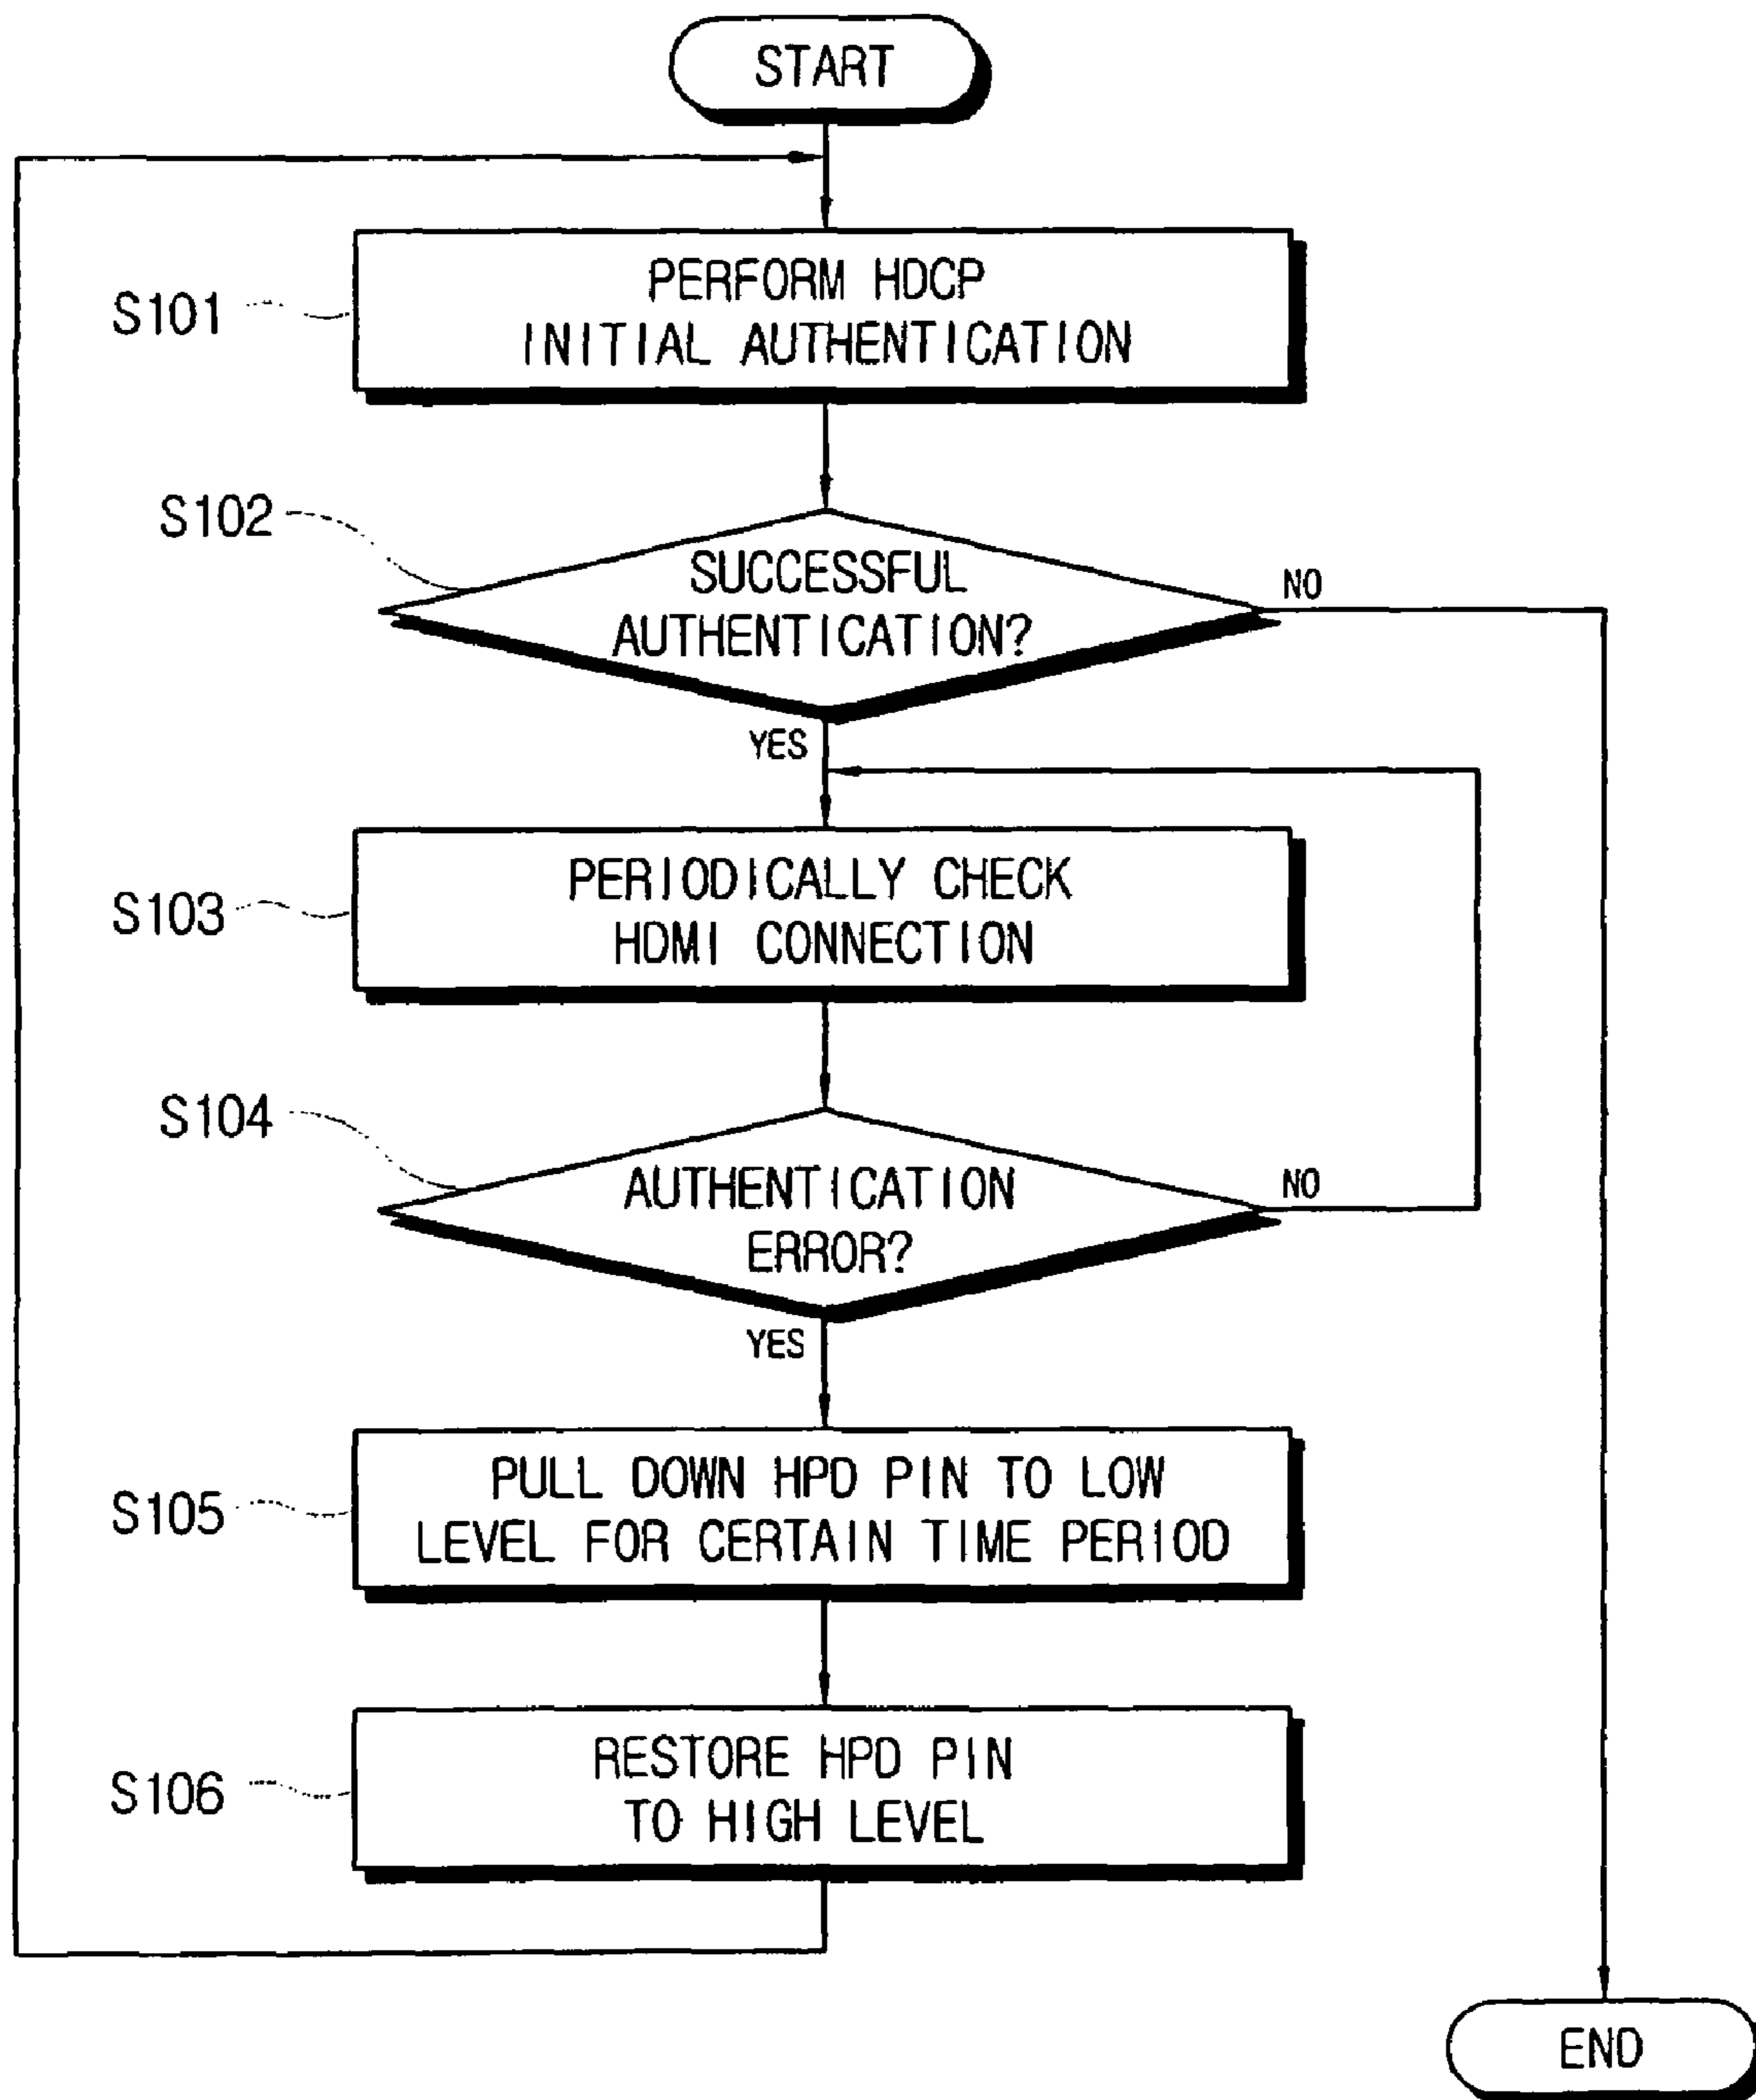 START
S101
PERFORM HDCP
INITIAL AUTHENTICATION
S102
SUCCESSFUL
AUTHENTICATION?
NO
YES
S103
PERIODICALLY CHECK
HDMI CONNECTION
S104
AUTHENTICATION
ERROR?
NO
YES
S105
PULL DOWN HPD PIN TO LOW
LEVEL FOR CERTAIN TIME PERIOD
S106
RESTORE HPD PIN
TO HIGH LEVEL
END